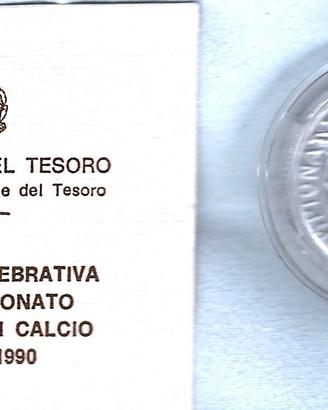 EL TESORO
e del Tesoro
EBRATIVA
ONATO
I CALCIO
1990